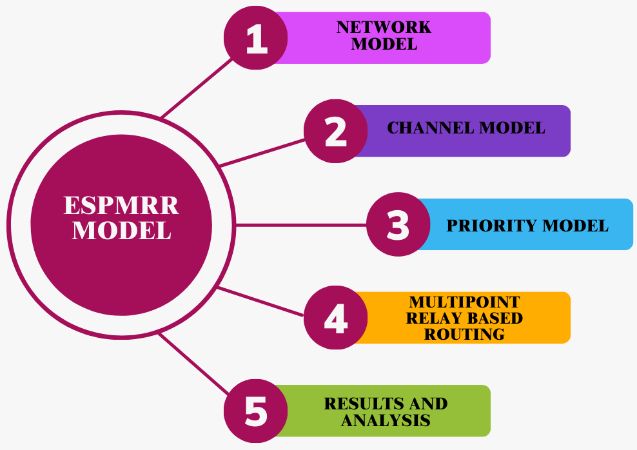 ESPMRR
MODEL
1
NETWORK
MODEL
2
CHANNEL MODEL
3
PRIORITY MODEL
4
MULTIPOINT
RELAY BASED
ROUTING
5
RESULTS AND
ANALYSIS